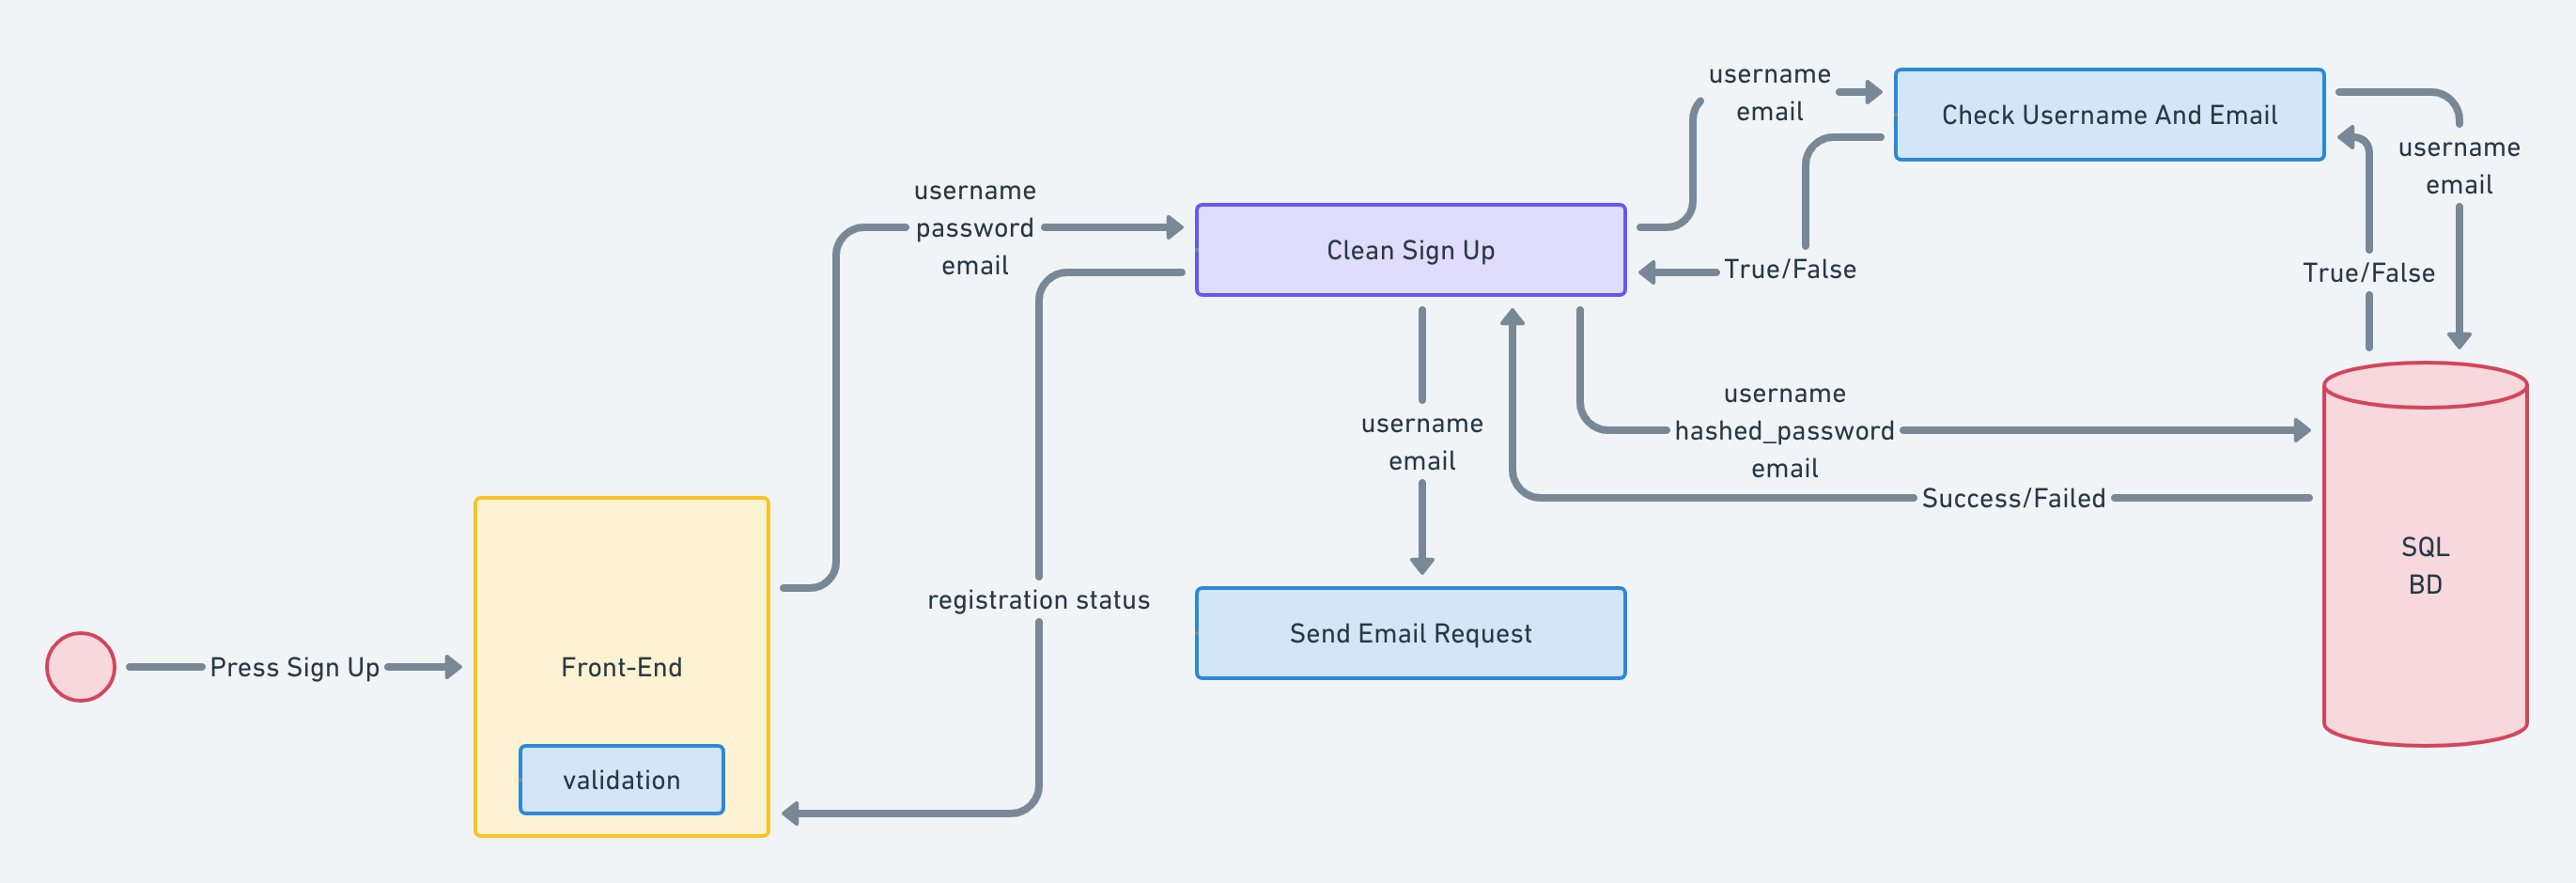 username
email
Check Username And Email
username
email
username
password
email
Clean Sign Up
True/False
True/False
username
email
username
hashed_password
email
Success/Failed
SQL
BD
registration status
Send Email Request
Press Sign Up
Front-End
validation